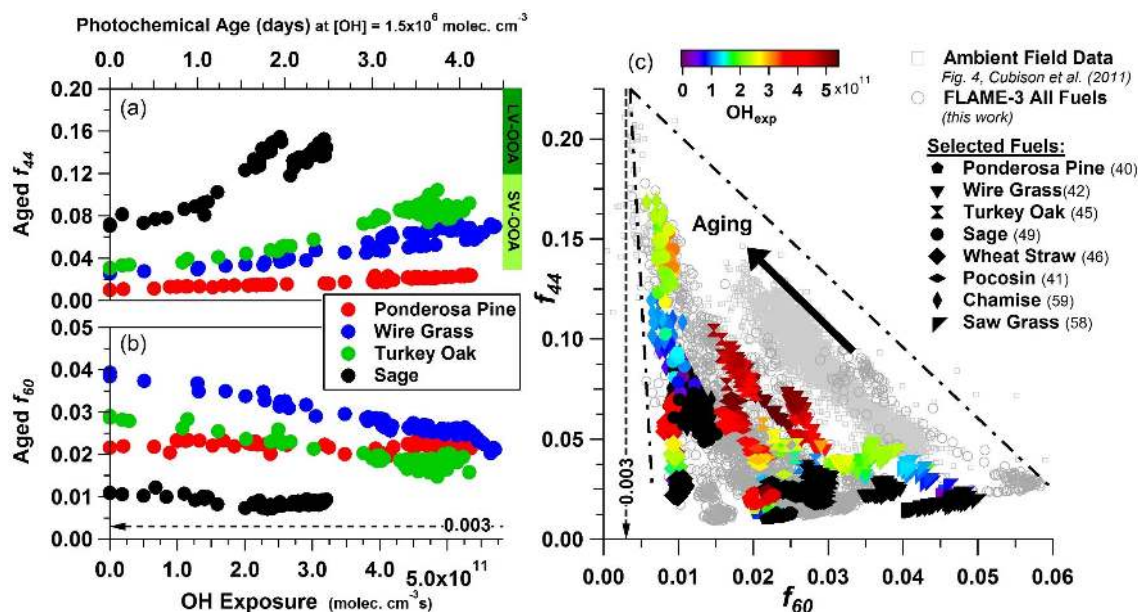 Photochemical Age (days) at [OH] = 1.5x10⁶ molec. cm⁻³
0.0 1.0 2.0 3.0 4.0
(a)
Aged f44
0.20
0.16
0.12
0.08
0.04
0.00
LV-OOA
SV-OOA
Ponderosa Pine
Wire Grass
Turkey Oak
Sage
(b)
Aged f60
0.05
0.04
0.03
0.02
0.01
0.00
0.003
0.0 1.0 2.0 3.0 4.0 5.0x10¹¹
OH Exposure (molec. cm⁻³s)
(c)
0 1 2 3 4 5 x10¹¹
OHexp
Ambient Field Data
Fig. 4, Cubison et al. (2011)
FLAME-3 All Fuels
(this work)
Selected Fuels:
Ponderosa Pine (40)
Wire Grass (42)
Turkey Oak (45)
Sage (49)
Wheat Straw (46)
Pocosin (41)
Chamise (59)
Saw Grass (58)
Aging
f44
0.20
0.15
0.10
0.05
0.00
0.003
0.00 0.01 0.02 0.03 0.04 0.05 0.06
f60